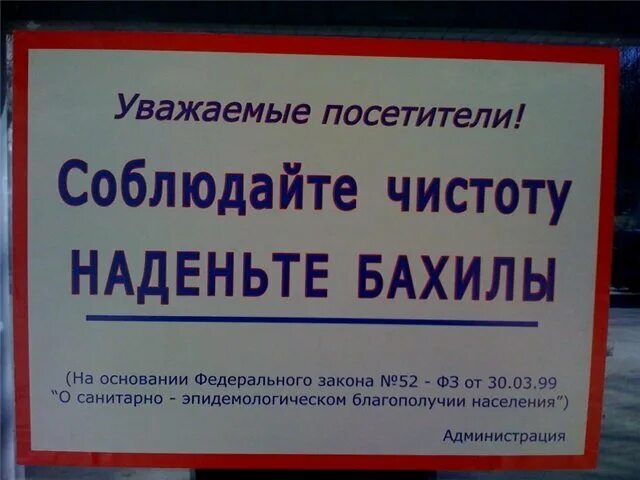 Уважаемые посетители!
Соблюдайте чистоту
НАДЕНЬТЕ БАХИЛЫ
(На основании Федерального закона №52 - ФЗ от 30.03.99
“О санитарно - эпидемологическом благополучии населения”)
Администрация